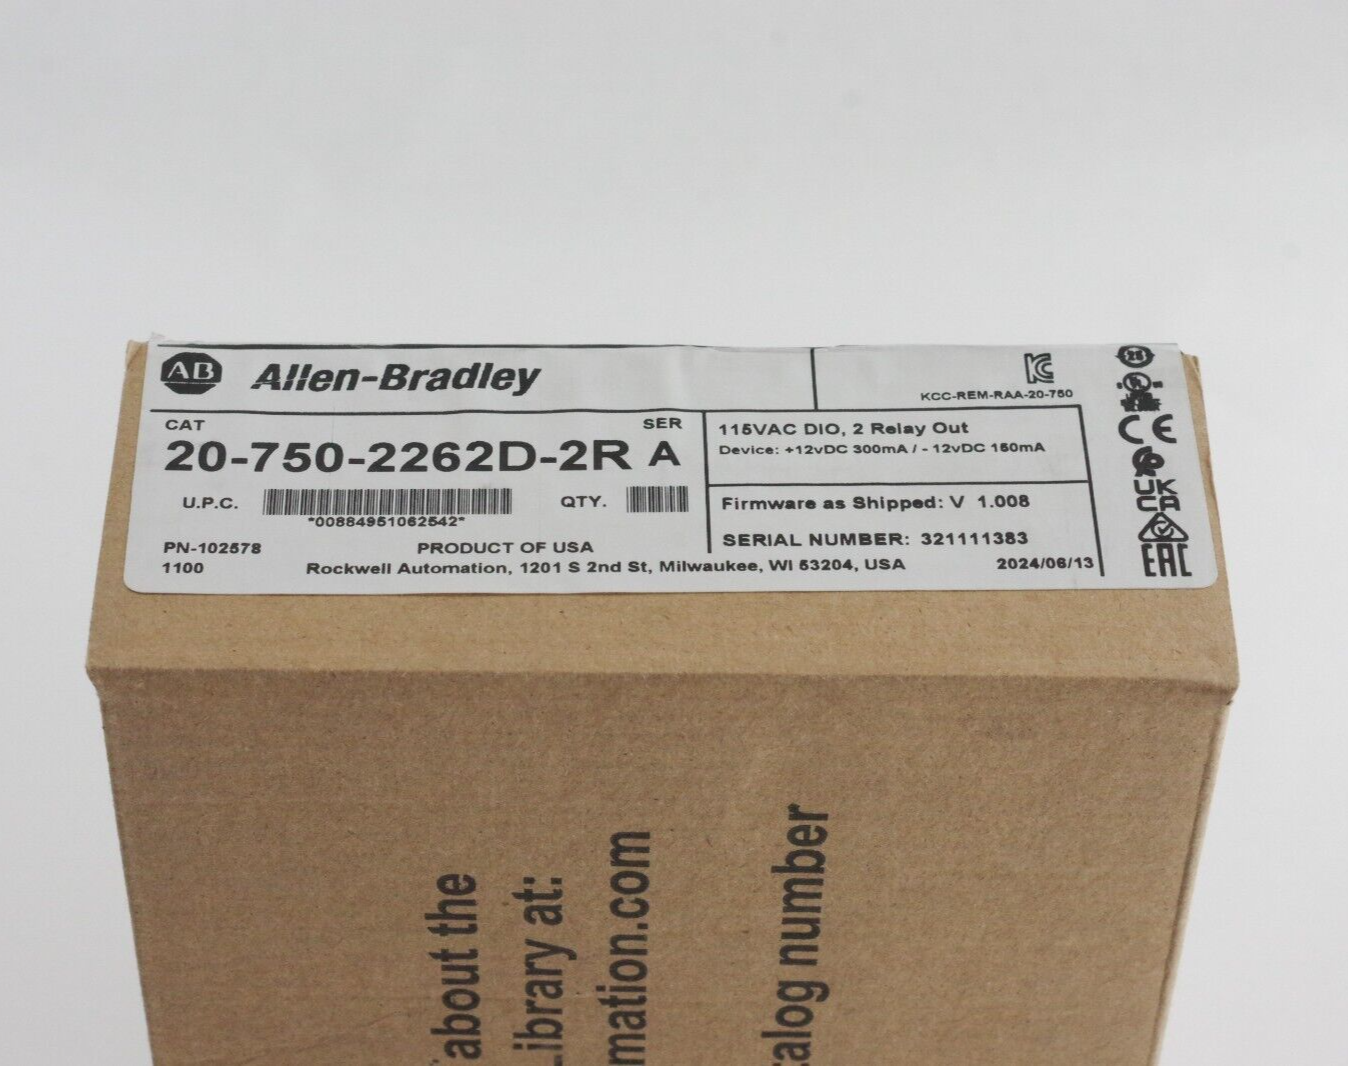 AB Allen-Bradley
KCC-REM-RAA-20-750
CAT SER
20-750-2262D-2R A
115VAC DIO, 2 Relay Out
Device: +12vDC 300mA / - 12vDC 150mA
U.P.C. QTY.
*00884951062542*
Firmware as Shipped: V 1.008
SERIAL NUMBER: 321111383
PN-102578 PRODUCT OF USA
1100 Rockwell Automation, 1201 S 2nd St, Milwaukee, WI 53204, USA 2024/06/13
CE
UK
CA
EAC
about the
Library at:
mation.com
alog number